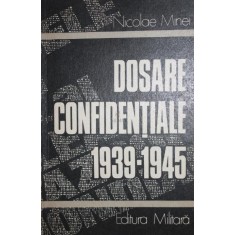 Nicolae Minei
DOSARE
CONFIDENȚIALE
1939-1945
Editura Militară